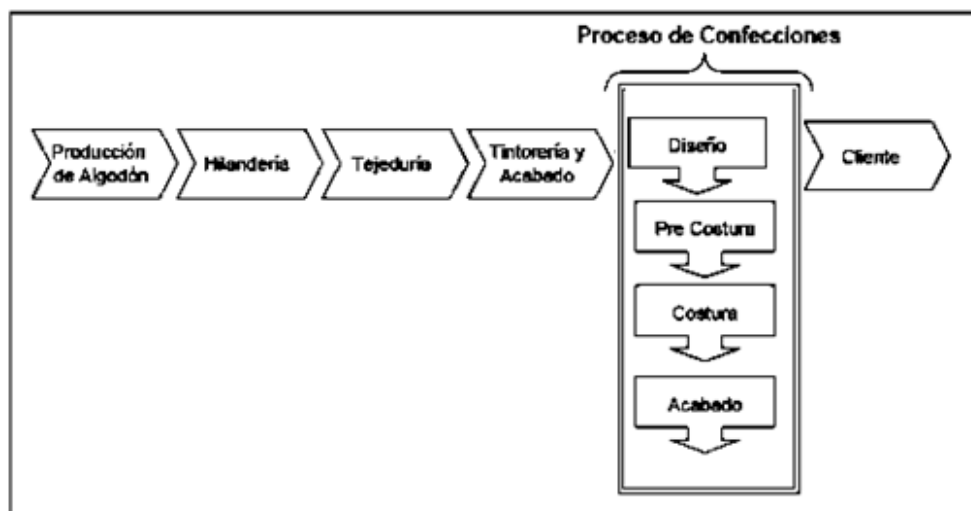 Proceso de Confecciones
Producción
de Algodón
Hilandería
Tejeduría
Tintorería y
Acabado
Diseño
Pre Costura
Costura
Acabado
Cliente